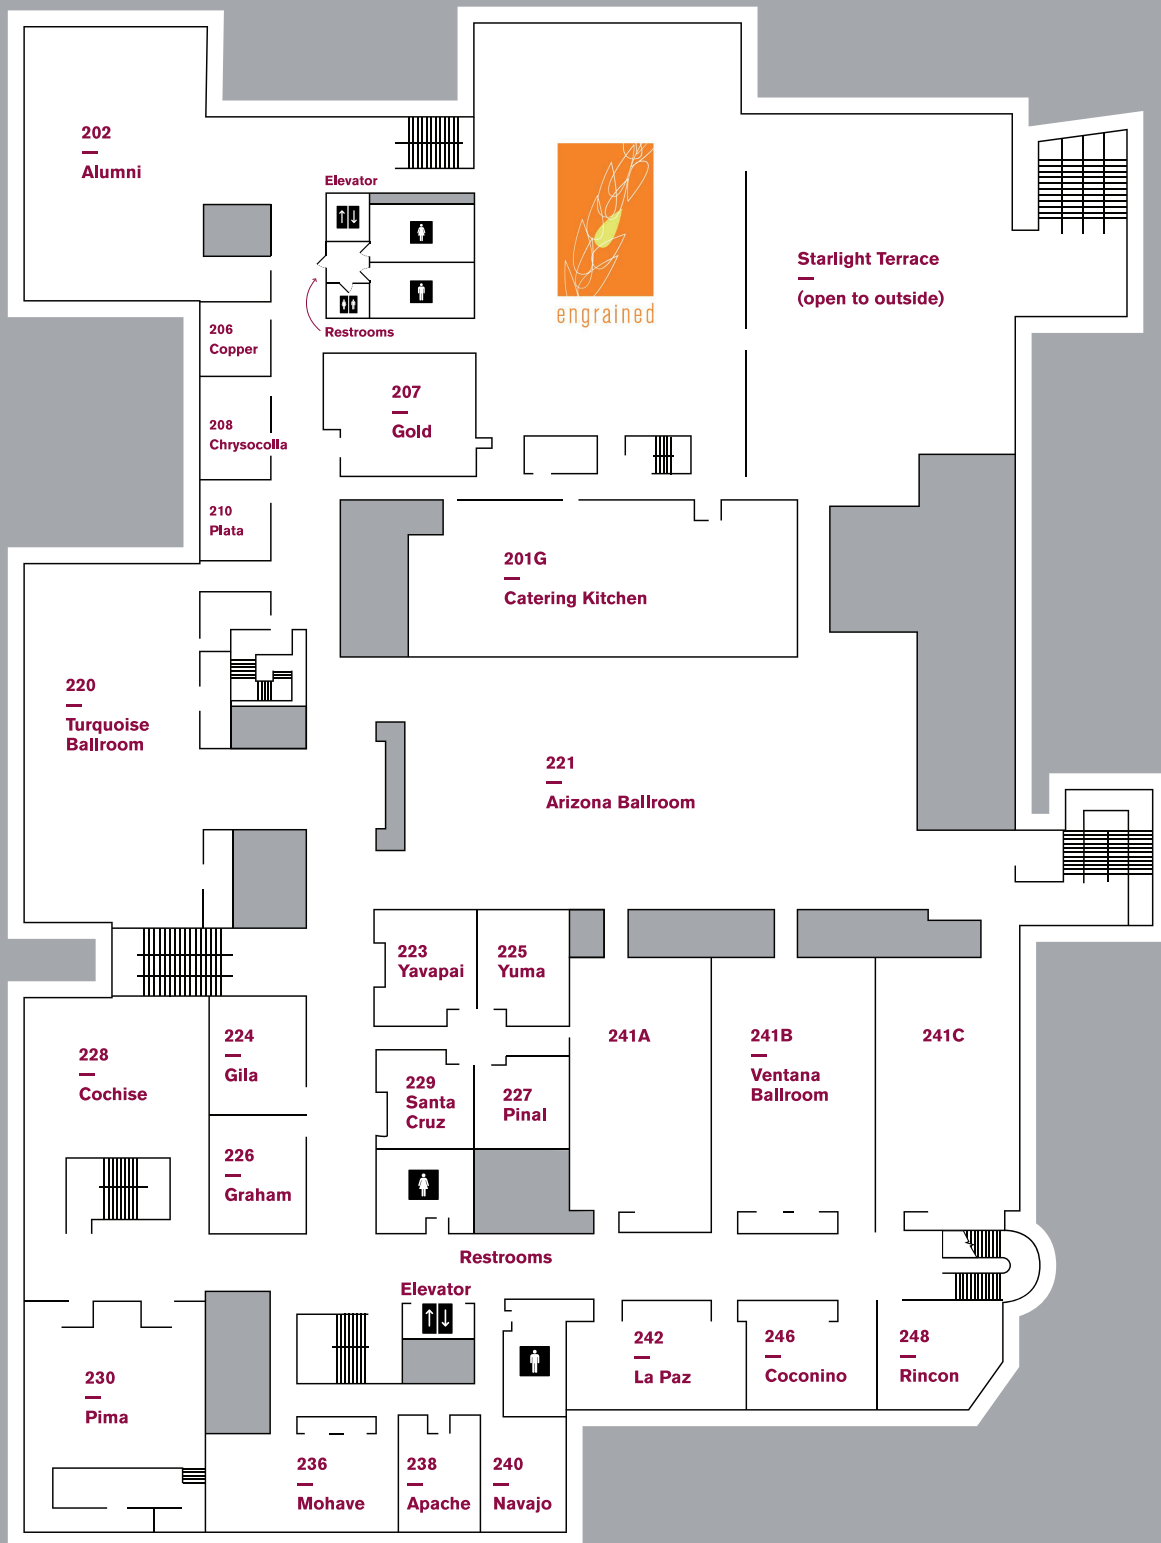 202
Alumni
Elevator
Restrooms
engrained
Starlight Terrace
(open to outside)
206
Copper
207
Gold
208
Chrysocolla
210
Plata
201G
Catering Kitchen
220
Turquoise
Ballroom
221
Arizona Ballroom
223
Yavapai
225
Yuma
224
Gila
228
Cochise
229
Santa
Cruz
227
Pinal
241A
241B
Ventana
Ballroom
241C
226
Graham
Restrooms
Elevator
230
Pima
242
La Paz
246
Coconino
248
Rincon
236
Mohave
238
Apache
240
Navajo